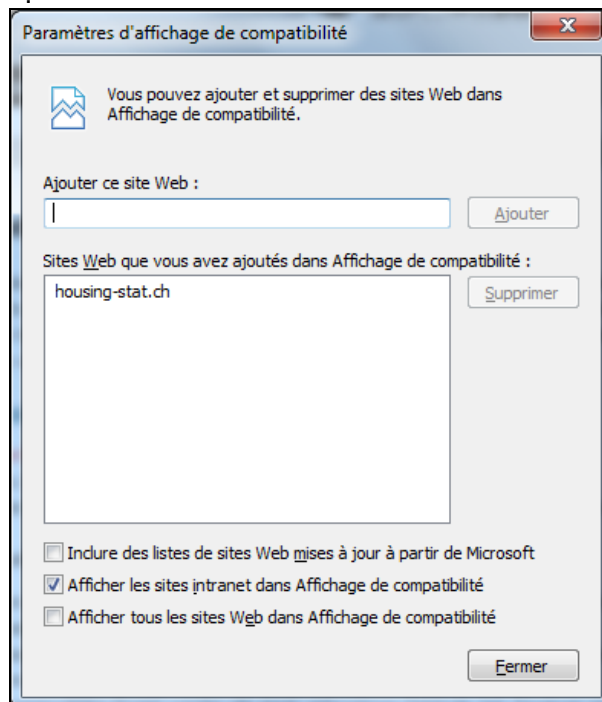 Paramètres d'affichage de compatibilité
Vous pouvez ajouter et supprimer des sites Web dans
Affichage de compatibilité.
Ajouter ce site Web :
Ajouter
Sites Web que vous avez ajoutés dans Affichage de compatibilité :
housing-stat.ch
Supprimer
Inclure des listes de sites Web mises à jour à partir de Microsoft
Afficher les sites intranet dans Affichage de compatibilité
Afficher tous les sites Web dans Affichage de compatibilité
Fermer